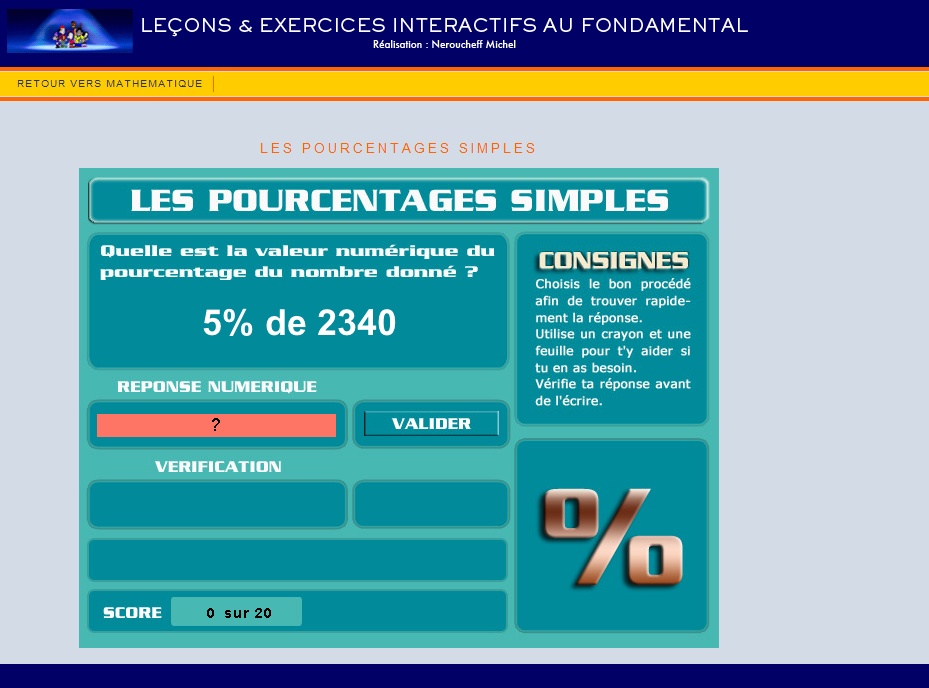 LEÇONS & EXERCICES INTERACTIFS AU FONDAMENTAL
Réalisation : Neroucheff Michel
RETOUR VERS MATHEMATIQUE
LES POURCENTAGES SIMPLES
LES POURCENTAGES SIMPLES
Quelle est la valeur numérique du
pourcentage du nombre donné ?
5% de 2340
REPONSE NUMERIQUE
?
VALIDER
VERIFICATION
SCORE 0 sur 20
CONSIGNES
Choisis le bon procédé
afin de trouver rapide-
ment la réponse.
Utilise un crayon et une
feuille pour t'y aider si
tu en as besoin.
Vérifie ta réponse avant
de l'écrire.
%